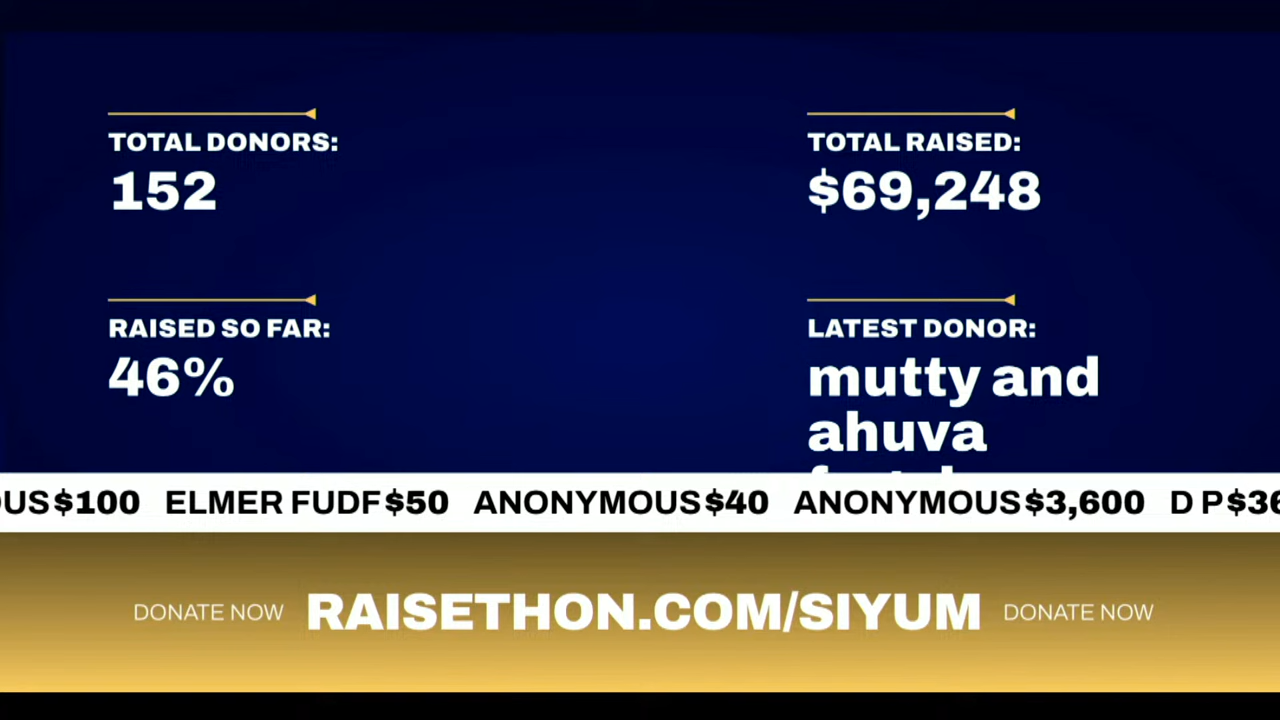 TOTAL DONORS:
152
TOTAL RAISED:
$69,248
RAISED SO FAR:
46%
LATEST DONOR:
mutty and
ahuva
$100 ELMER FUDF $50 ANONYMOUS $40 ANONYMOUS $3,600 D P
DONATE NOW RAISETHON.COM/SIYUM DONATE NOW